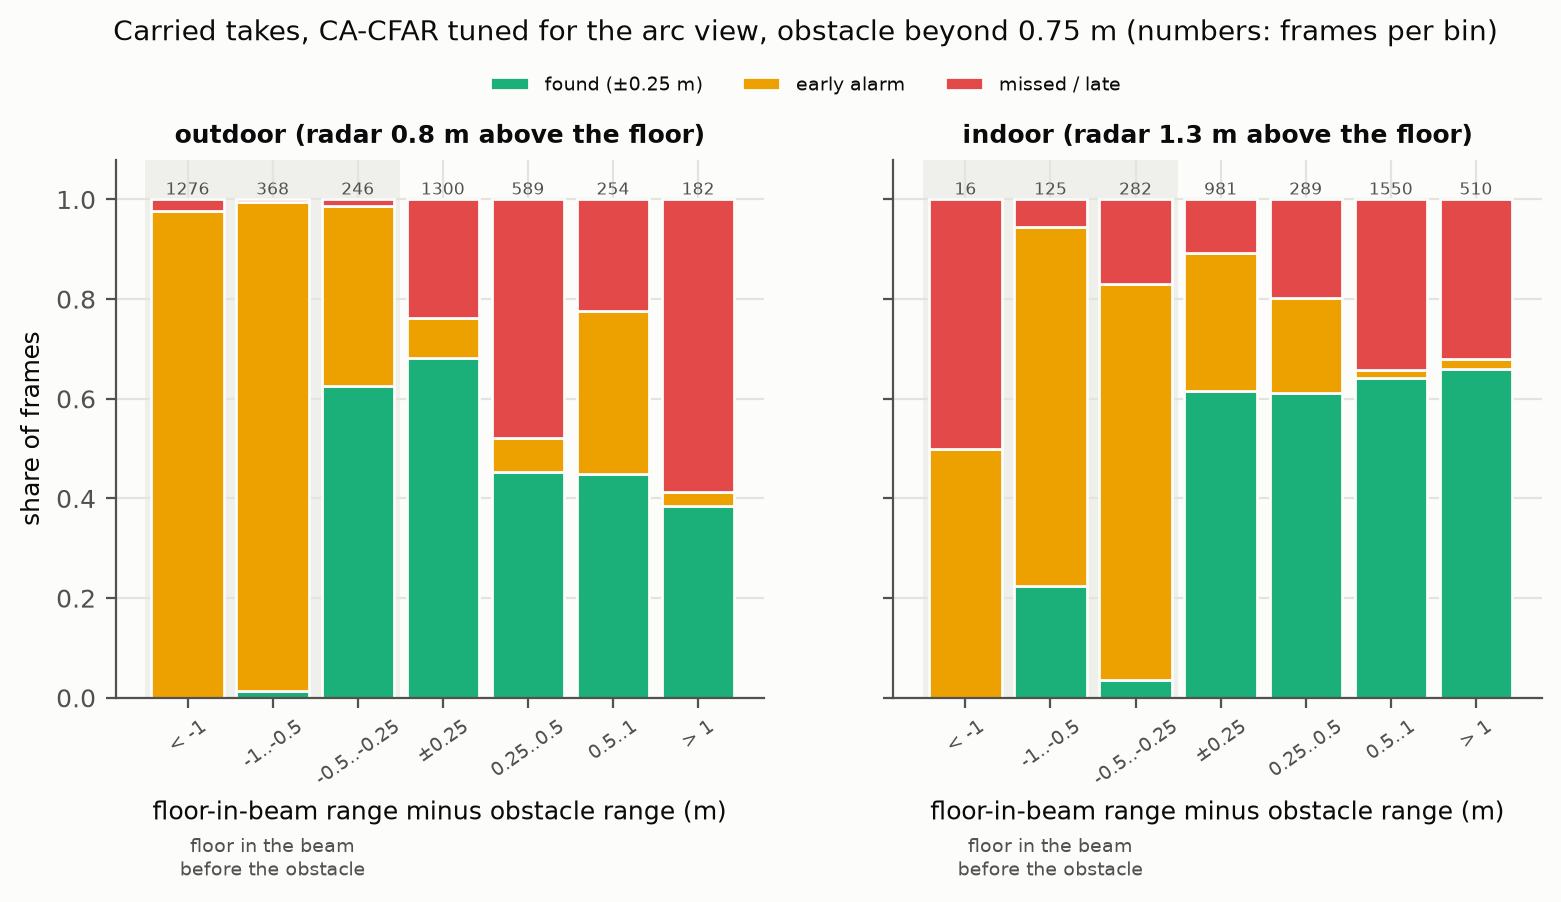 Carried takes, CA-CFAR tuned for the arc view, obstacle beyond 0.75 m (numbers: frames per bin)
found (±0.25 m)
early alarm
missed / late
outdoor (radar 0.8 m above the floor)
1276 368 246 1300 589 254 182
share of frames
1.0
0.8
0.6
0.4
0.2
0.0
< -1
-1..-0.5
-0.5..-0.25
±0.25
0.25..0.5
0.5..1
> 1
floor-in-beam range minus obstacle range (m)
floor in the beam
before the obstacle
indoor (radar 1.3 m above the floor)
16 125 282 981 289 1550 510
< -1
-1..-0.5
-0.5..-0.25
±0.25
0.25..0.5
0.5..1
> 1
floor-in-beam range minus obstacle range (m)
floor in the beam
before the obstacle